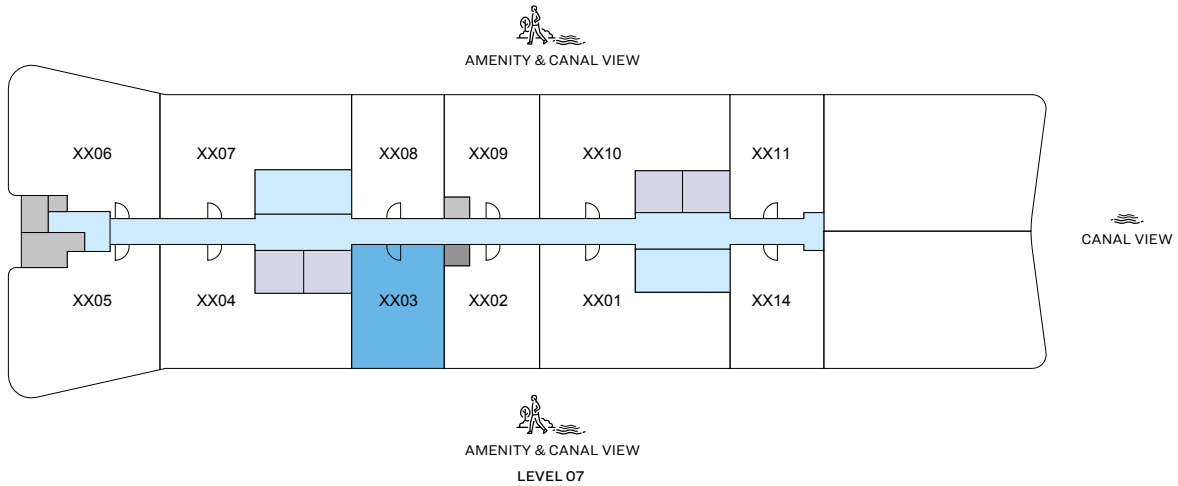 AMENITY & CANAL VIEW
XX06
XX07
XX08
XX09
XX10
XX11
CANAL VIEW
XX05
XX04
XX03
XX02
XX01
XX14
AMENITY & CANAL VIEW
LEVEL 07